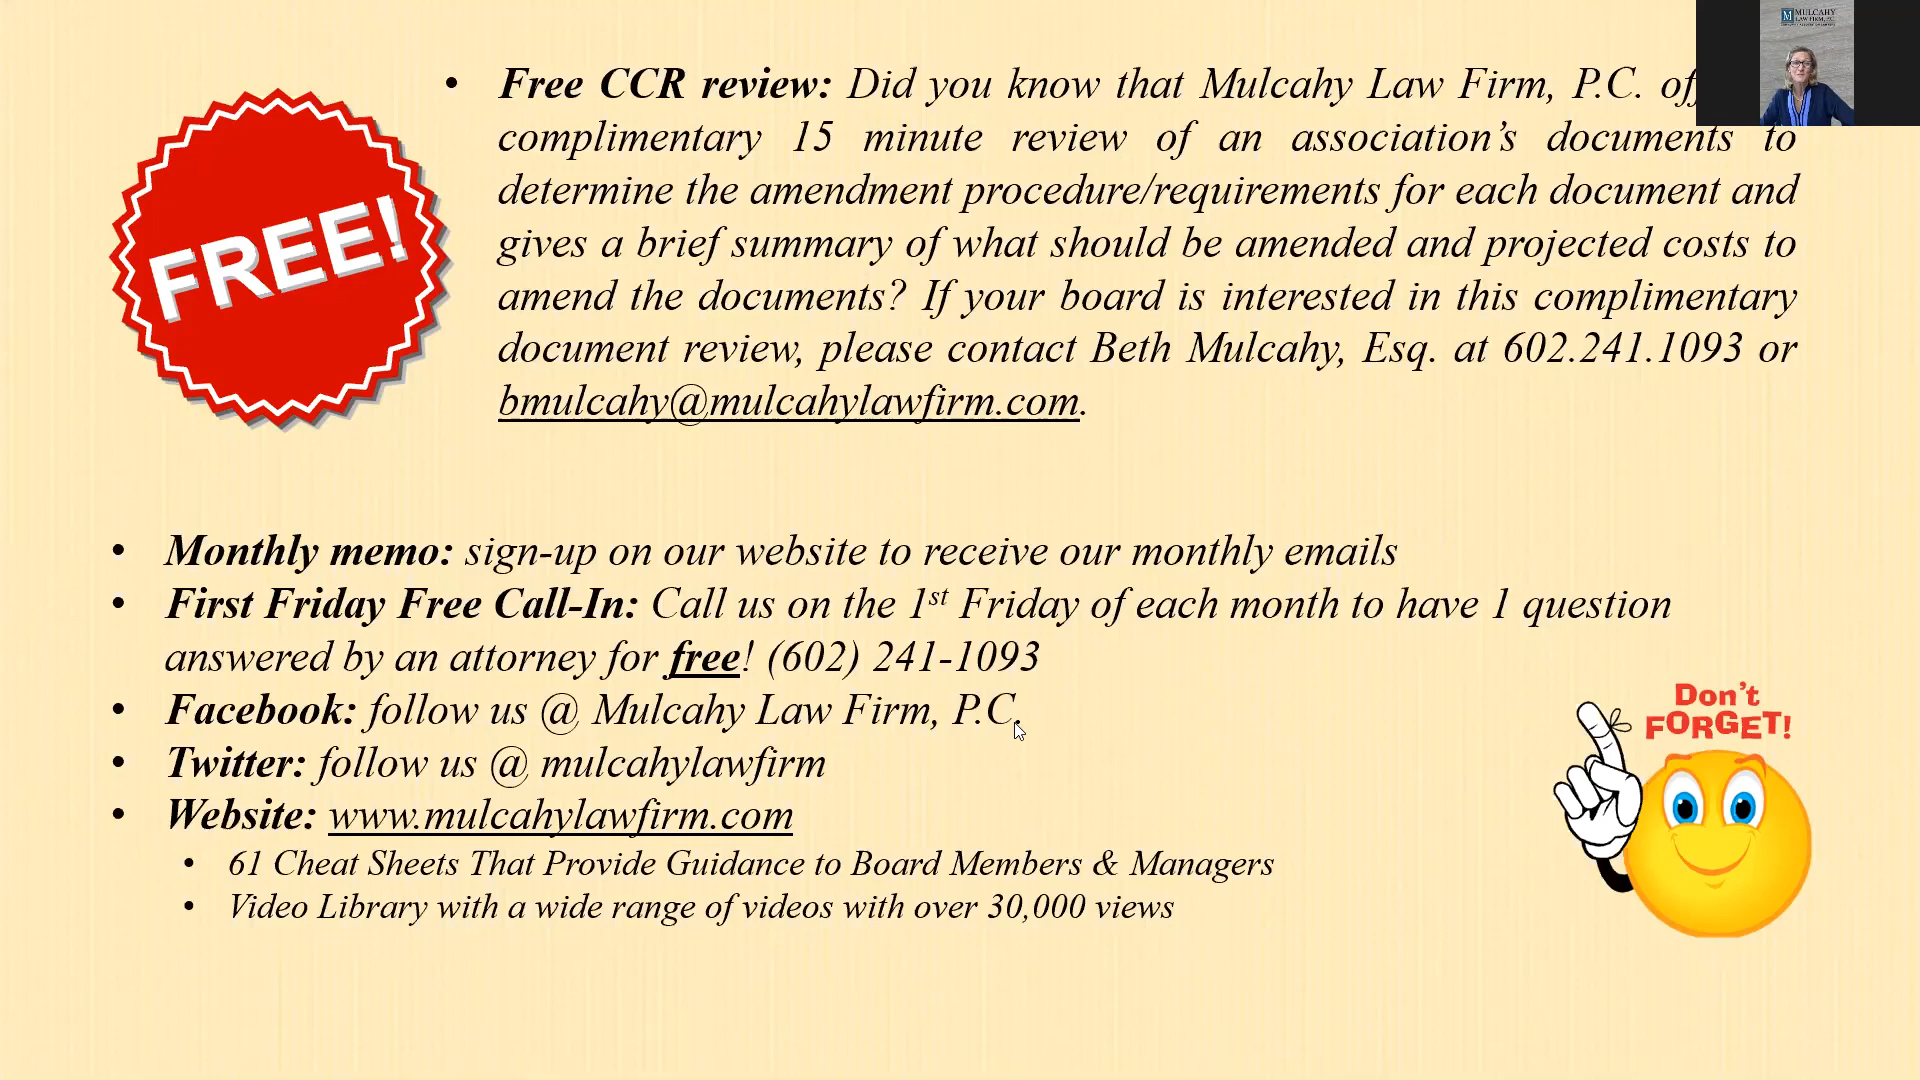 MULCAHY
LAW FIRM, P.C.
FREE!
• Free CCR review: Did you know that Mulcahy Law Firm, P.C.
complimentary 15 minute review of an association’s documents to
determine the amendment procedure/requirements for each document and
gives a brief summary of what should be amended and projected costs to
amend the documents? If your board is interested in this complimentary
document review, please contact Beth Mulcahy, Esq. at 602.241.1093 or
bmulcahy@mulcahylawfirm.com.
• Monthly memo: sign-up on our website to receive our monthly emails
• First Friday Free Call-In: Call us on the 1st Friday of each month to have 1 question
answered by an attorney for free! (602) 241-1093
• Facebook: follow us @ Mulcahy Law Firm, P.C.
• Twitter: follow us @ mulcahylawfirm
• Website: www.mulcahylawfirm.com
• 61 Cheat Sheets That Provide Guidance to Board Members & Managers
• Video Library with a wide range of videos with over 30,000 views
Don’t
FORGET!